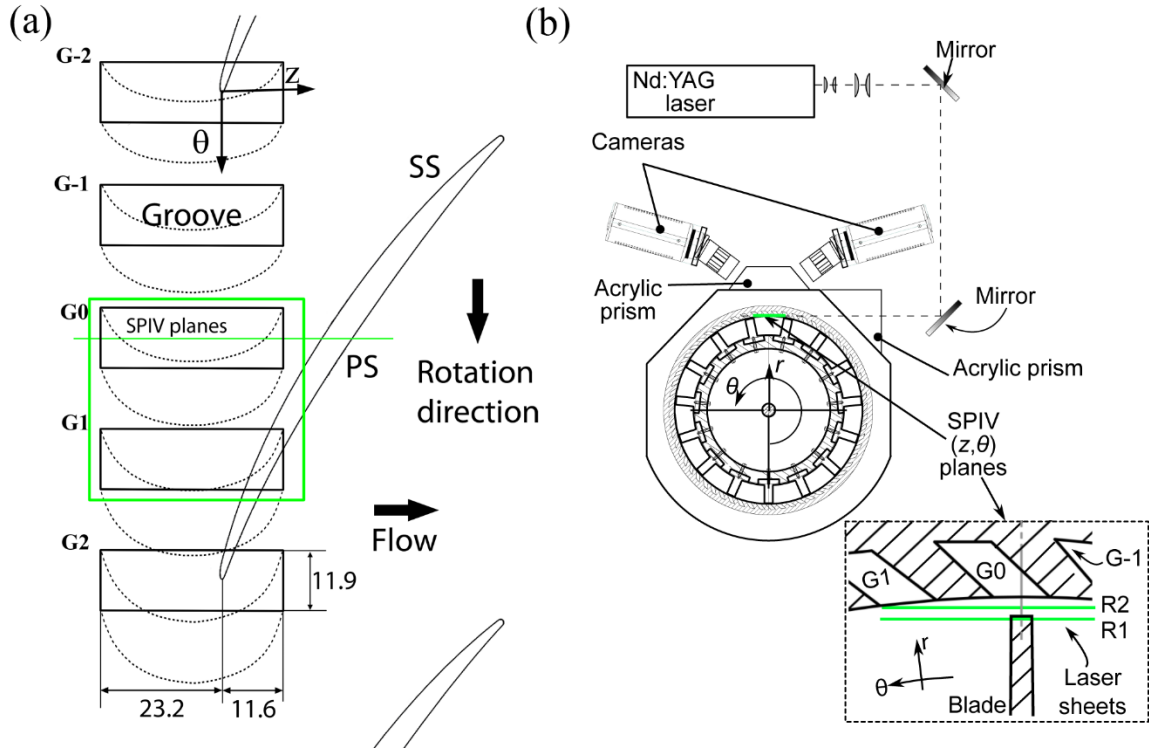 (a)
G-2
z
θ
G-1
Groove
SS
G0
SPIV planes
PS
Rotation
direction
G1
Flow
G2
11.9
23.2
11.6
(b)
Mirror
Nd:YAG
laser
Cameras
Acrylic
prism
Mirror
r
θ
Acrylic prism
SPIV
(z,θ)
planes
G1
G0
G-1
R2
R1
r
θ
Laser
sheets
Blade